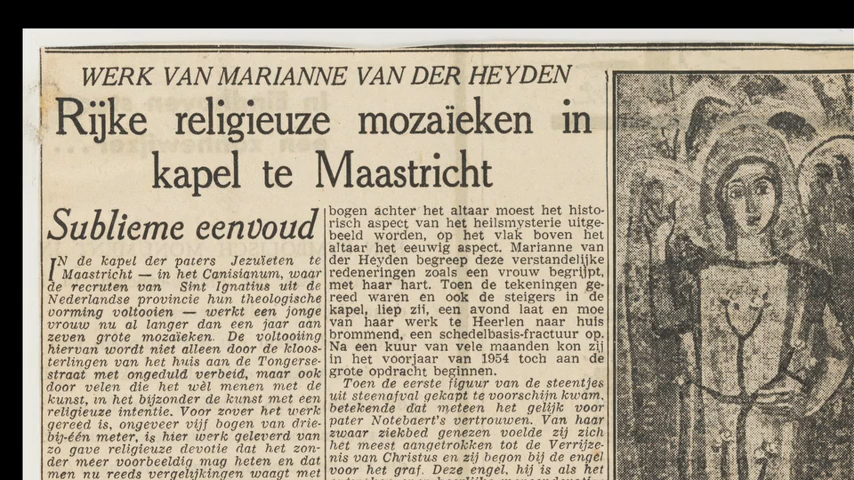 WERK VAN MARIANNE VAN DER HEYDEN
Rijke religieuze mozaïeken in
kapel te Maastricht
Sublieme eenvoud
IN de kapel der paters Jezuïeten te
Maastricht — in het Canisianum, waar
de recruten van Sint Ignatius uit de
Nederlandse provincie hun theologische
vorming voltooien — werkt een jonge
vrouw nu al langer dan een jaar aan
zeven grote mozaïeken. De voltooiing
hiervan wordt niet alleen door de kloos-
terlingen van het huis aan de Tongerse-
straat met ongeduld verbeid, maar ook
door velen die het wèl menen met de
kunst, in het bijzonder de kunst met een
religieuze intentie. Voor zover het werk
gereed is, ongeveer vijf bogen van drie-
bij-één meter, is hier werk geleverd van
zo gave religieuze devotie dat het zon-
der meer voorbeeldig mag heten en dat
men nu reeds vergelijkingen waagt met
bogen achter het altaar moest het histo-
risch aspect van het heilsmysterie uitge-
beeld worden, op het vlak boven het
altaar het eeuwig aspect. Marianne van
der Heyden begreep deze verstandelijke
redeneringen zoals een vrouw begrijpt,
met haar hart. Toen de tekeningen ge-
reed waren en ook de steigers in de
kapel, liep zij, een avond laat en moe
van haar werk te Heerlen naar huis
brommend, een schedelbasis-fractuur op.
Na een kuur van vele maanden kon zij
in het voorjaar van 1954 toch aan de
grote opdracht beginnen.
Toen de eerste figuur van de steentjes
uit steenafval gekapt te voorschijn kwam,
betekende dat meteen het gelijk voor
pater Notebaert's vertrouwen. Van haar
zwaar ziekbed genezen voelde zij zich
het meest aangetrokken tot de Verrijze-
nis van Christus en zij begon bij de engel
voor het graf. Deze engel, hij is als het